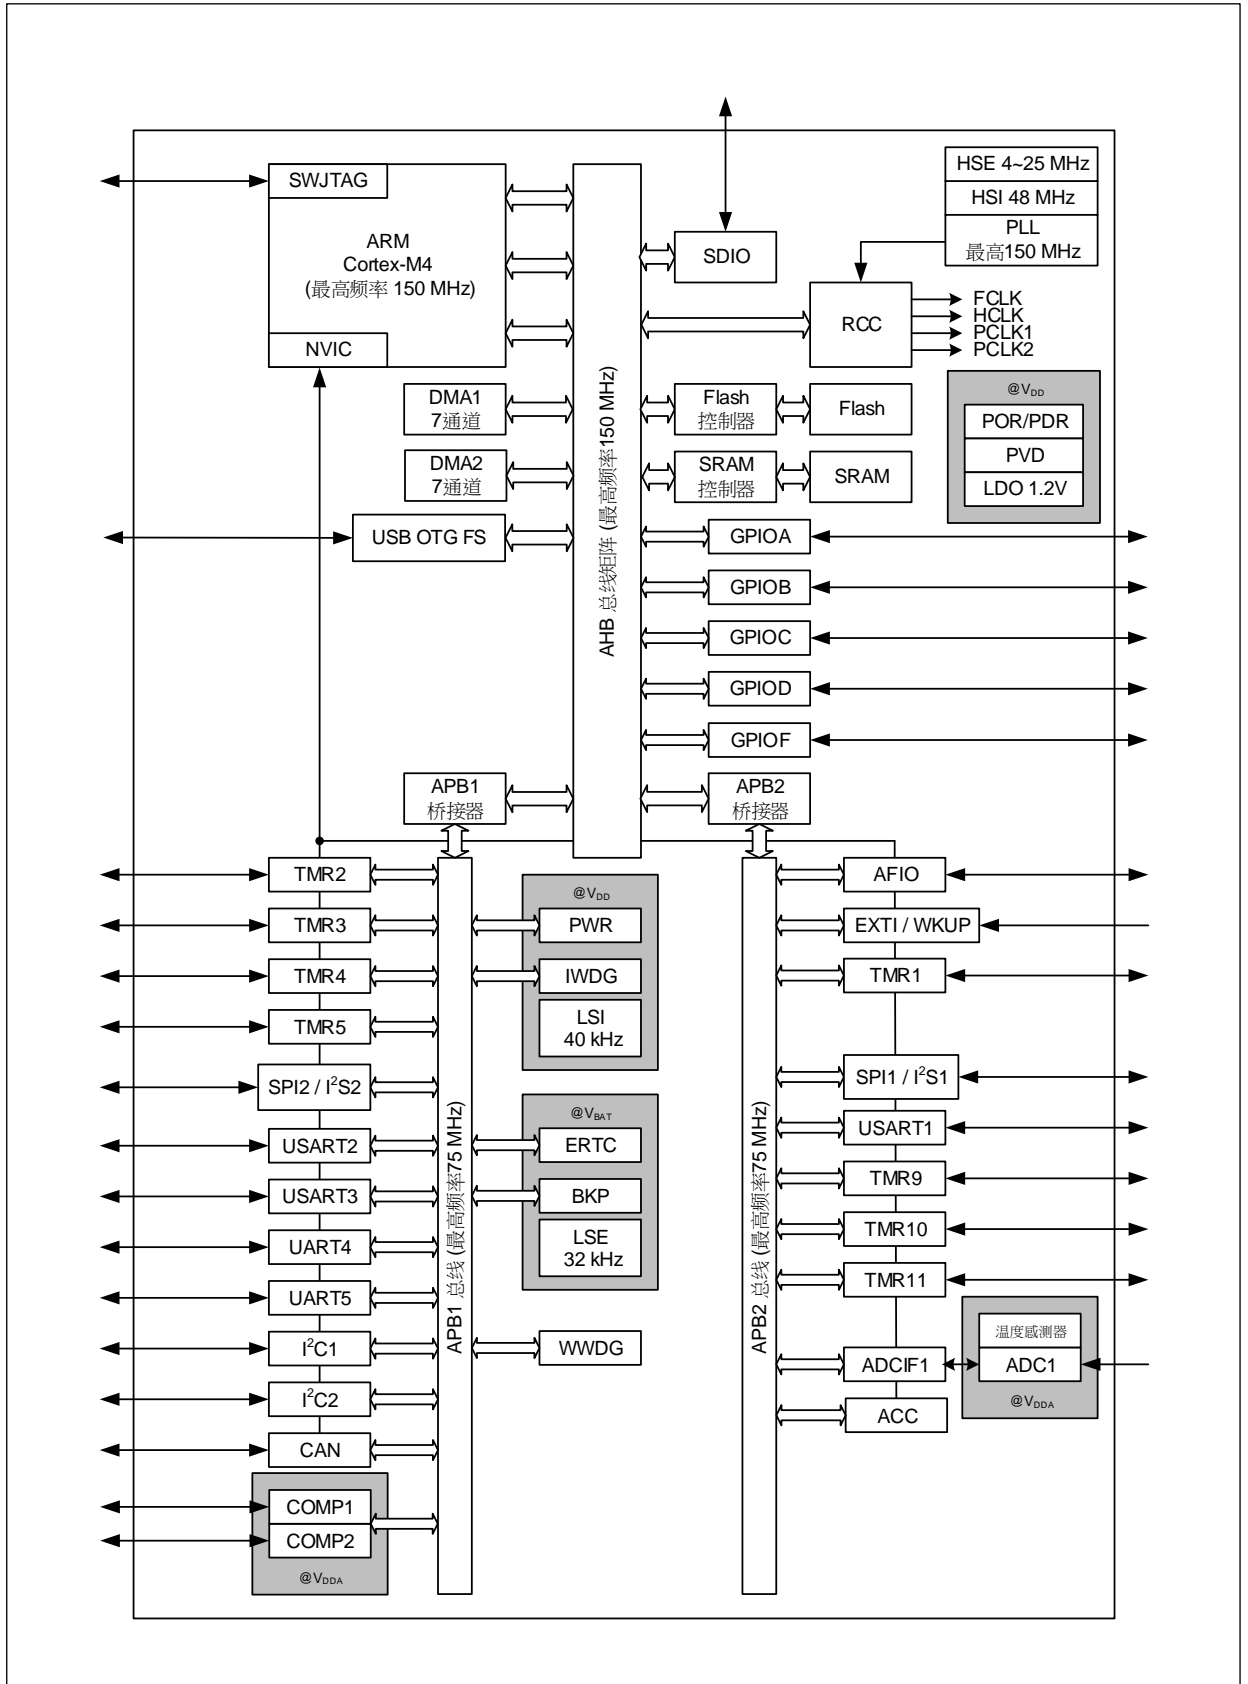 SWJTAG
ARM
Cortex-M4
(最高频率 150 MHz)
NVIC
HSE 4~25 MHz
HSI 48 MHz
PLL
最高150 MHz
SDIO
RCC
FCLK
HCLK
PCLK1
PCLK2
AHB 总线矩阵 (最高频率150 MHz)
DMA1
7通道
DMA2
7通道
USB OTG FS
Flash
控制器
Flash
SRAM
控制器
SRAM
@VDD
POR/PDR
PVD
LDO 1.2V
GPIOA
GPIOB
GPIOC
GPIOD
GPIOF
APB1
桥接器
APB2
桥接器
TMR2
TMR3
TMR4
TMR5
SPI2 / I²S2
USART2
USART3
UART4
UART5
I²C1
I²C2
CAN
COMP1
COMP2
@VDDA
APB1 总线 (最高频率75 MHz)
@VDD
PWR
IWDG
LSI
40 kHz
@VBAT
ERTC
BKP
LSE
32 kHz
WWDG
APB2 总线 (最高频率75 MHz)
AFIO
EXTI / WKUP
TMR1
SPI1 / I²S1
USART1
TMR9
TMR10
TMR11
ADCIF1
ACC
温度感测器
ADC1
@VDDA